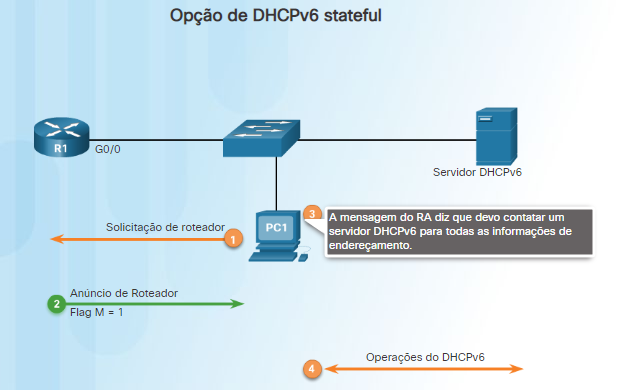 Opção de DHCPv6 stateful
R1
G0/0
Servidor DHCPv6
PC1
3
A mensagem do RA diz que devo contatar um
servidor DHCPv6 para todas as informações de
endereçamento.
Solicitação de roteador
1
Anúncio de Roteador
2
Flag M = 1
Operações do DHCPv6
4